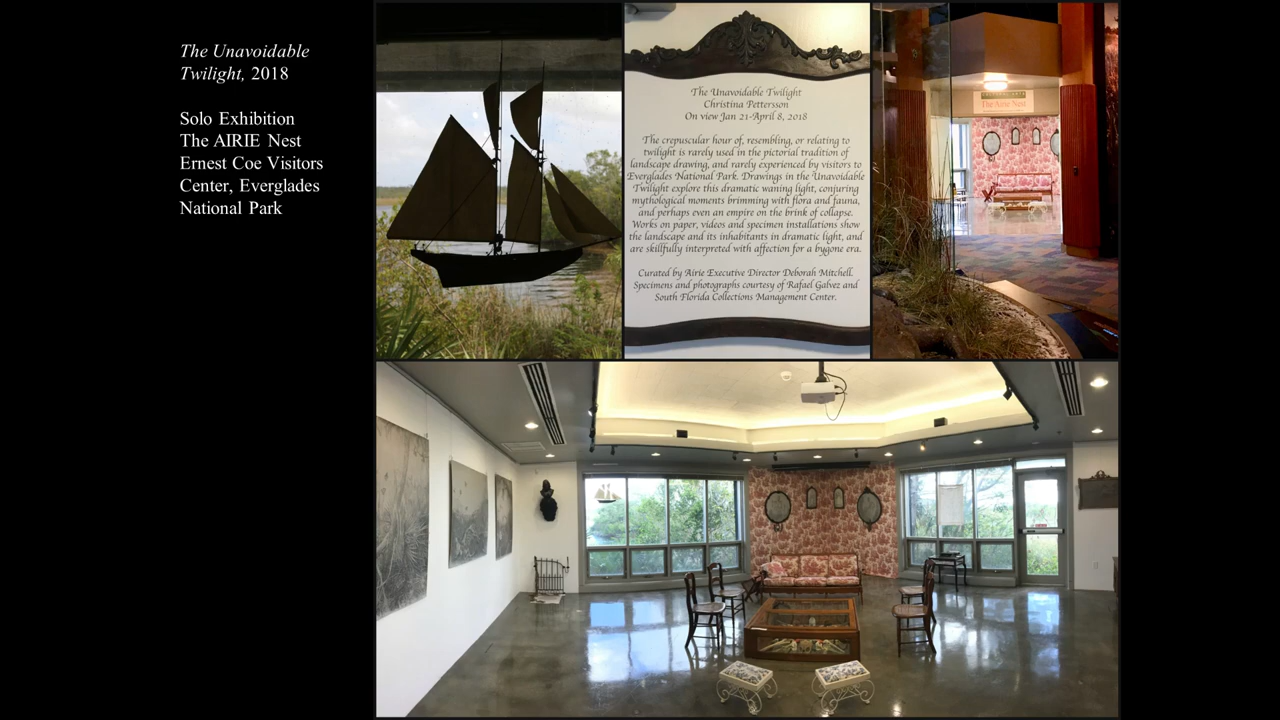 The Unavoidable
Twilight, 2018
Solo Exhibition
The AIRIE Nest
Ernest Coe Visitors
Center, Everglades
National Park
The Unavoidable Twilight
Christina Pettersson
On view Jan 21-April 8, 2018
The crepuscular hour of, resembling, or relating to
twilight is rarely used in the pictorial tradition of
landscape drawing, and rarely experienced by visitors to
Everglades National Park. Drawings in the Unavoidable
Twilight explore this dramatic waning light, conjuring
mythological moments brimming with flora and fauna,
and perhaps even an empire on the brink of collapse.
Works on paper, videos and specimen installations show
the landscape and its inhabitants in dramatic light, and
are skillfully interpreted with affection for a bygone era.
Curated by Airie Executive Director Deborah Mitchell.
Specimens and photographs courtesy of Rafael Galvez and
South Florida Collections Management Center.
The Airie Nest